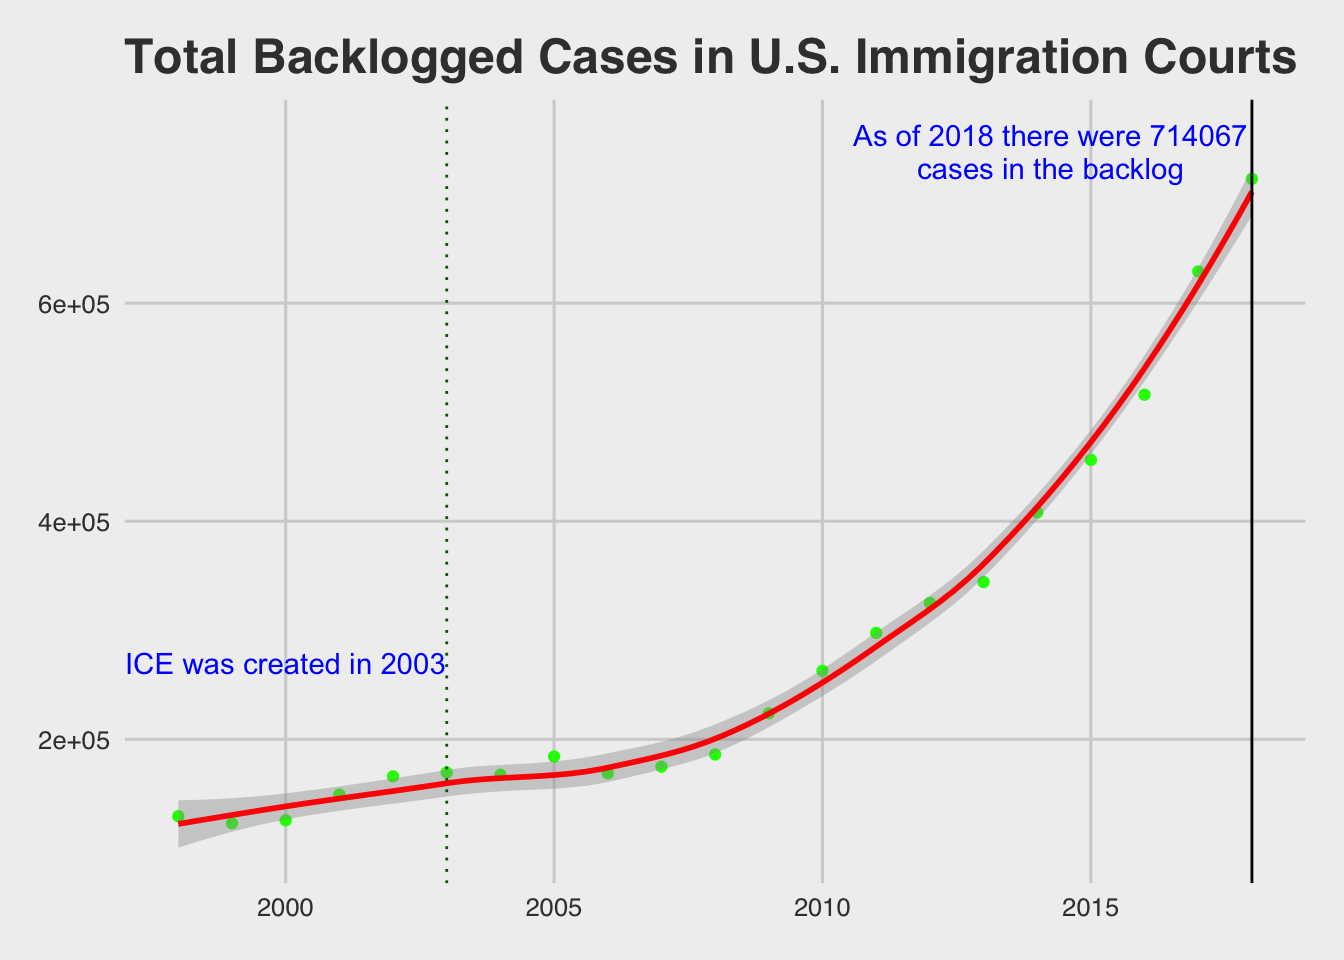 Total Backlogged Cases in U.S. Immigration Courts
As of 2018 there were 714067
cases in the backlog
6e+05
4e+05
ICE was created in 2003
2e+05
2000
2005
2010
2015